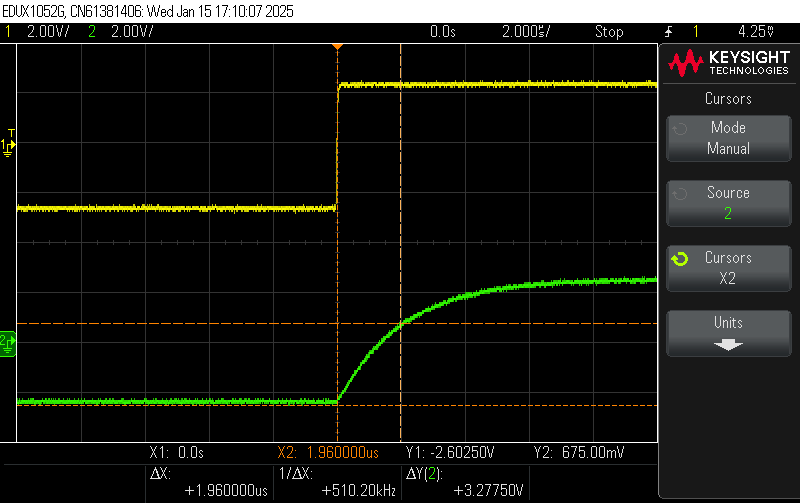 EDUX1052G, CN61381406: Wed Jan 15 17:10:07 2025
1 2.00V/ 2 2.00V/ 0.0s 2.000us/ Stop 1 4.25V
KEYSIGHT
TECHNOLOGIES
Cursors
Mode
Manual
T
1
Source
2
Cursors
X2
Units
2
X1: 0.0s X2: 1.960000us Y1: -2.60250V Y2: 675.00mV
ΔX: 1/ΔX: ΔY(2):
+1.960000us +510.20kHz +3.27750V